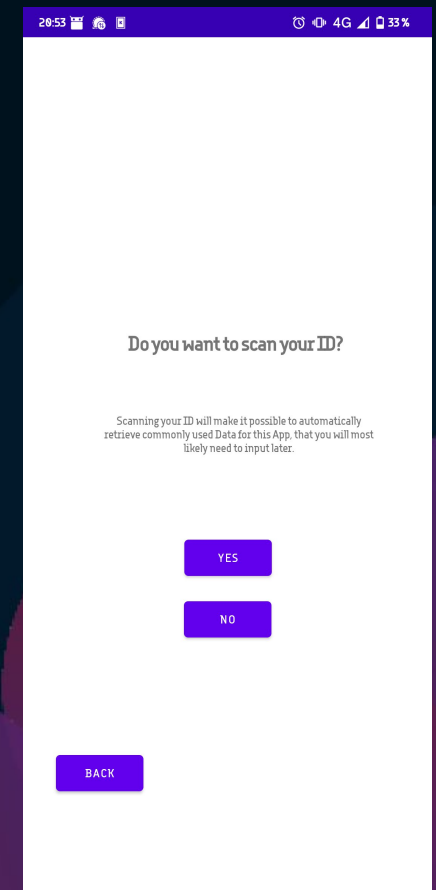 20:53
4G
33%
Do you want to scan your ID?
Scanning your ID will make it possible to automatically
retrieve commonly used Data for this App, that you will most
likely need to input later.
YES
NO
BACK